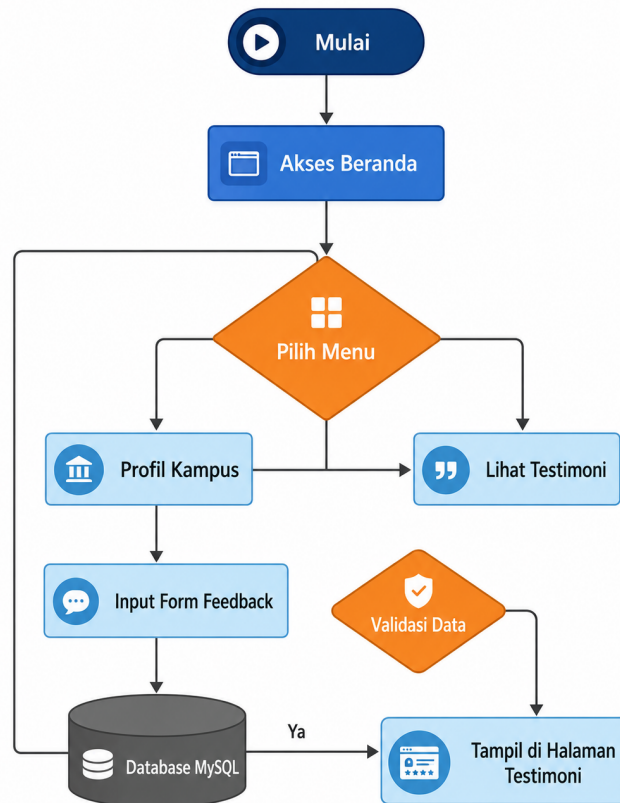 Mulai
Akses Beranda
Pilih Menu
Profil Kampus
Lihat Testimoni
Input Form Feedback
Validasi Data
Database MySQL
Ya
Tampil di Halaman
Testimoni